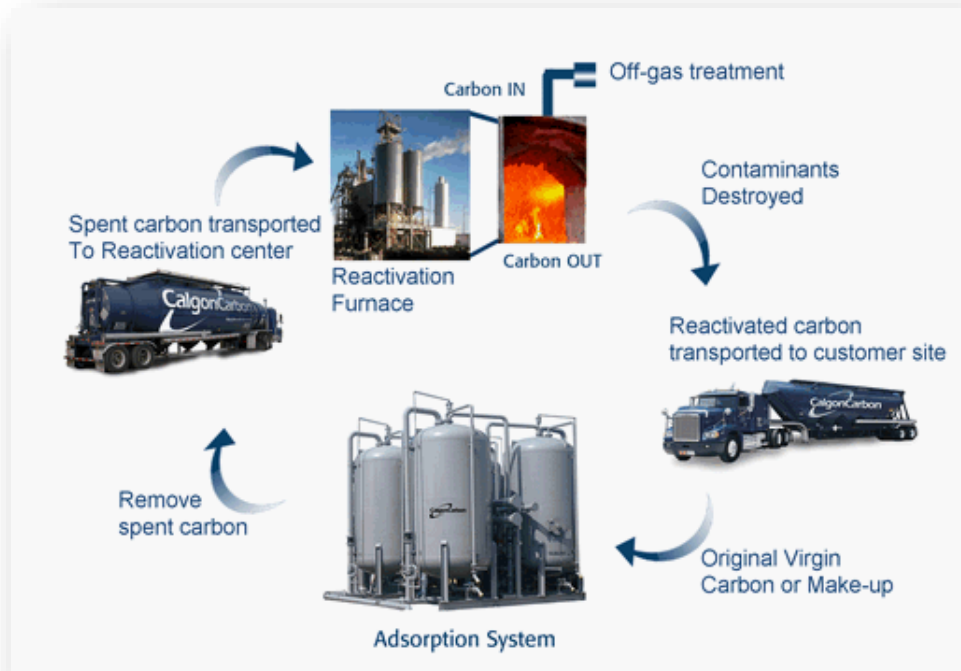 Off-gas treatment
Carbon IN
Contaminants
Destroyed
Spent carbon transported
To Reactivation center
Carbon OUT
Reactivation
Furnace
CalgonCarbon
Reactivated carbon
transported to customer site
CalgonCarbon
CalgonCarbon
Remove
spent carbon
Original Virgin
Carbon or Make-up
Adsorption System